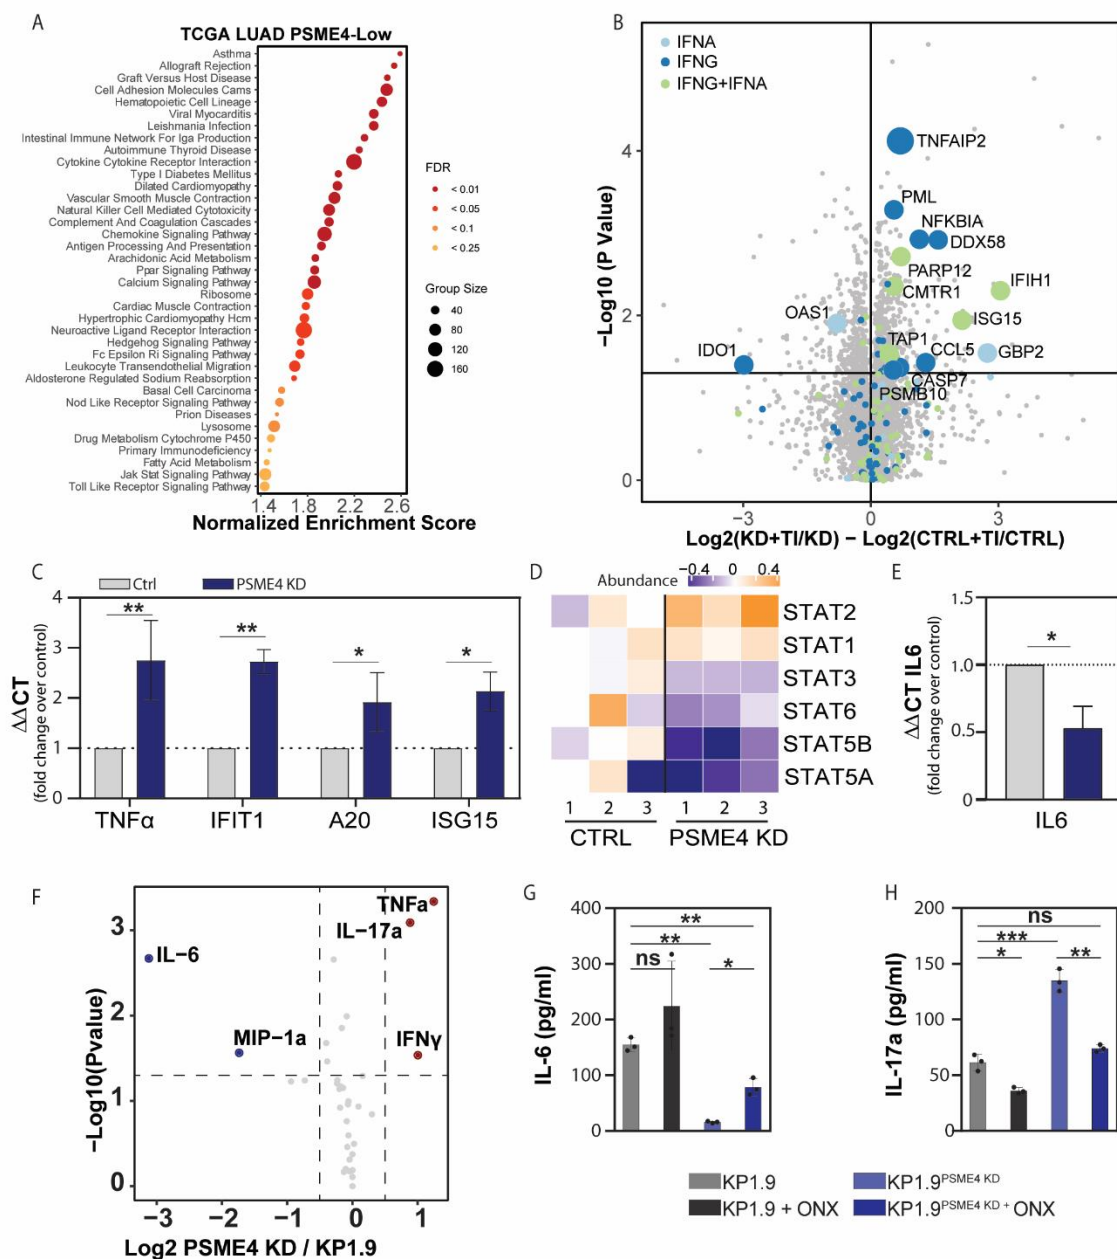 A
TCGA LUAD PSME4-Low
Asthma
Allograft Rejection
Graft Versus Host Disease
Cell Adhesion Molecules Cams
Hematopoietic Cell Lineage
Viral Myocarditis
Leishmania Infection
Intestinal Immune Network For Iga Production
Autoimmune Thyroid Disease
Cytokine Cytokine Receptor Interaction
Type I Diabetes Mellitus
Dilated Cardiomyopathy
Vascular Smooth Muscle Contraction
Natural Killer Cell Mediated Cytotoxicity
Complement And Coagulation Cascades
Chemokine Signaling Pathway
Antigen Processing And Presentation
Arachidonic Acid Metabolism
Ppar Signaling Pathway
Calcium Signaling Pathway
Ribosome
Cardiac Muscle Contraction
Hypertrophic Cardiomyopathy Hcm
Neuroactive Ligand Receptor Interaction
Hedgehog Signaling Pathway
Fc Epsilon Ri Signaling Pathway
Leukocyte Transendothelial Migration
Aldosterone Regulated Sodium Reabsorption
Basal Cell Carcinoma
Nod Like Receptor Signaling Pathway
Prion Diseases
Lysosome
Drug Metabolism Cytochrome P450
Primary Immunodeficiency
Fatty Acid Metabolism
Jak Stat Signaling Pathway
Toll Like Receptor Signaling Pathway
1.4 1.8 2.2 2.6
Normalized Enrichment Score
FDR
< 0.01
< 0.05
< 0.1
< 0.25
Group Size
40
80
120
160
B
IFNA
IFNG
IFNG+IFNA
TNFAIP2
PML
NFKBIA
DDX58
PARP12
IFIH1
CMTR1
OAS1
ISG15
TAP1
IDO1
CCL5
GBP2
CASP7
PSMB10
4
2
0
−Log10 (P Value)
−3 0 3
Log2(KD+TI/KD) − Log2(CTRL+TI/CTRL)
C
Ctrl
PSME4 KD
4
3
2
1
0
ΔΔCT
(fold change over control)
** ** * *
TNFα IFIT1 A20 ISG15
D
Abundance
−0.4 0 0.4
STAT2
STAT1
STAT3
STAT6
STAT5B
STAT5A
1 2 3 1 2 3
CTRL PSME4 KD
E
1.5
1.0
0.5
0
ΔΔCT IL6
(fold change over control)
*
IL6
F
TNFa
IL−17a
IL−6
MIP−1a
IFNγ
3
2
1
0
−Log10(Pvalue)
−3 −2 −1 0 1
Log2 PSME4 KD / KP1.9
G
400
300
200
100
0
IL-6 (pg/ml)
**
**
ns
*
H
200
150
100
50
0
IL-17a (pg/ml)
ns
***
*
**
KP1.9
KP1.9 + ONX
KP1.9PSME4 KD
KP1.9PSME4 KD + ONX